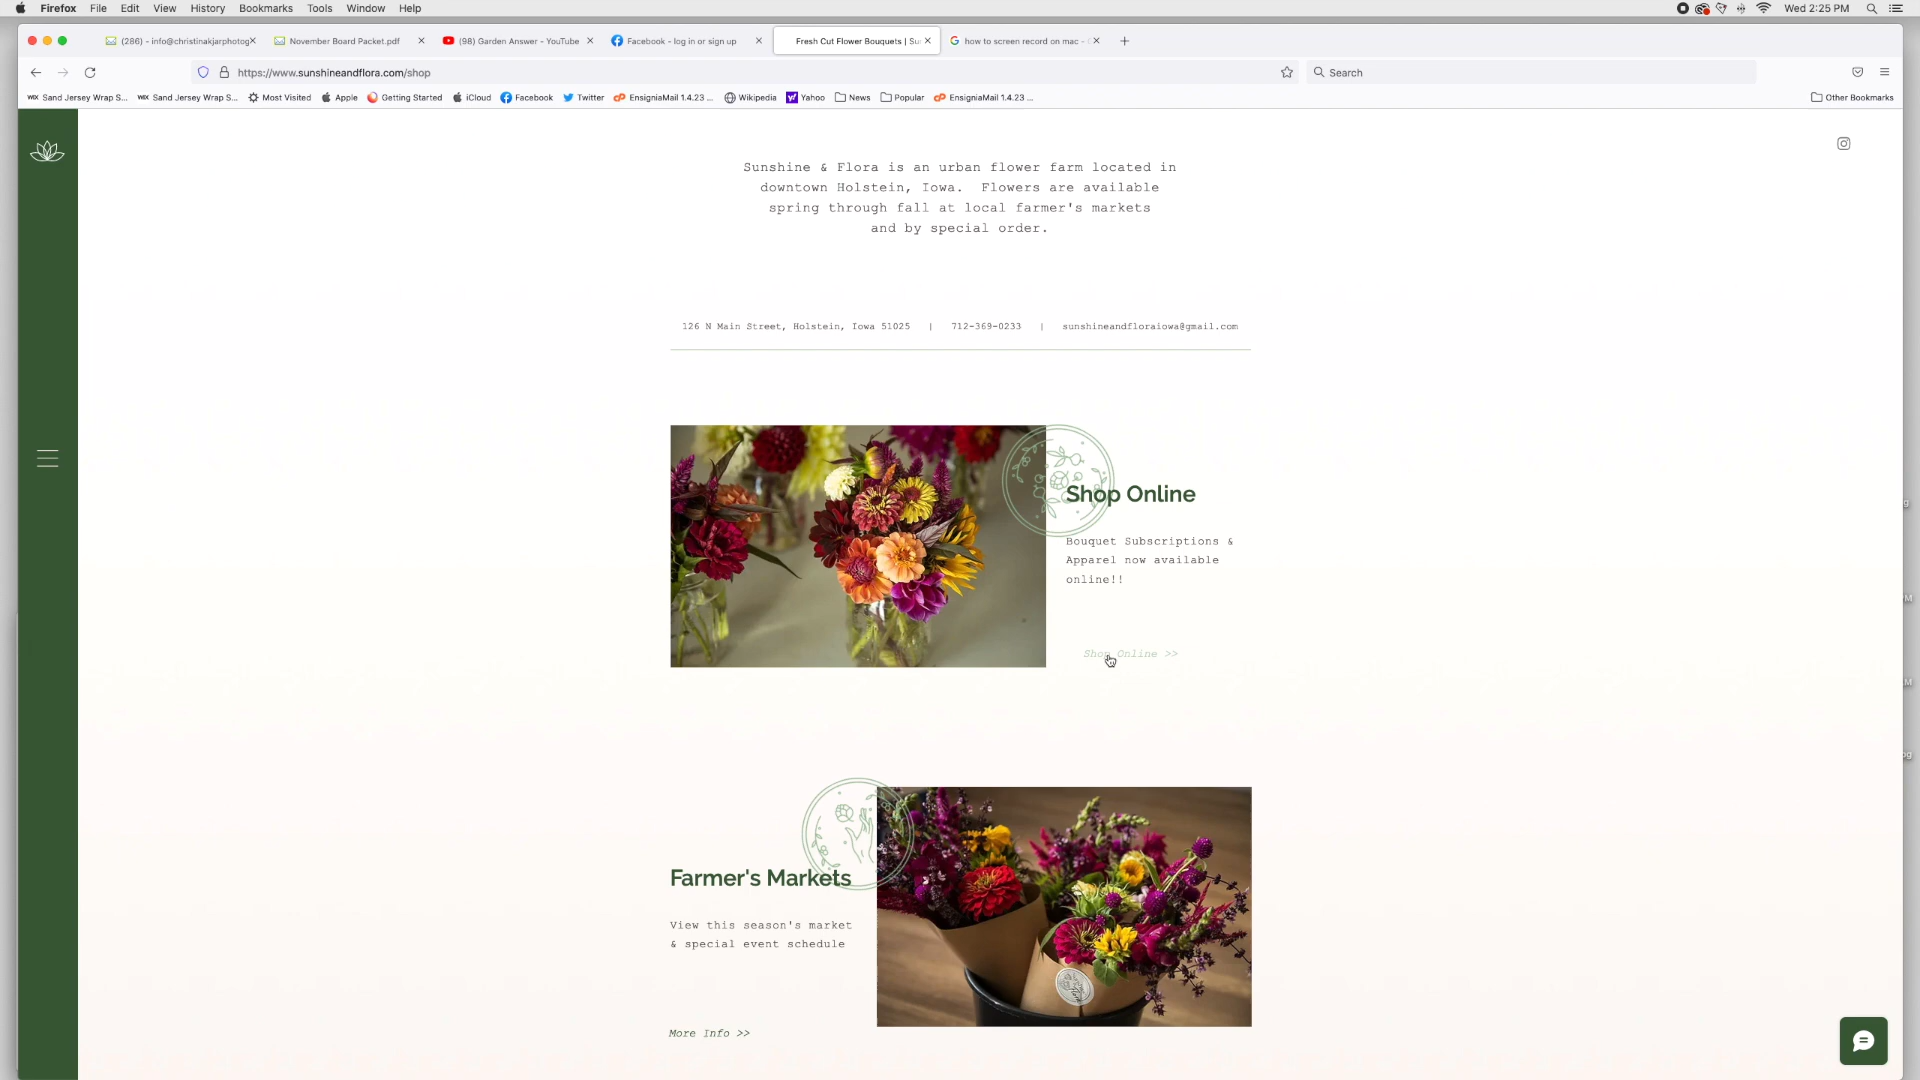 Firefox File Edit View History Bookmarks Tools Window Help
Wed 2:25 PM
(286) - info@christinakjarphotog
November Board Packet.pdf
(98) Garden Answer - YouTube
Facebook - log in or sign up
Fresh Cut Flower Bouquets | Su
how to screen record on mac -
https://www.sunshineandflora.com/shop
Search
WIX Sand Jersey Wrap S... WIX Sand Jersey Wrap S... Most Visited Apple Getting Started iCloud Facebook Twitter EnsigniaMail 1.4.23 ... Wikipedia Yahoo News Popular EnsigniaMail 1.4.23 ... Other Bookmarks
Sunshine & Flora is an urban flower farm located in
downtown Holstein, Iowa. Flowers are available
spring through fall at local farmer's markets
and by special order.
126 N Main Street, Holstein, Iowa 51025 | 712-369-0233 | sunshineandfloraiowa@gmail.com
Shop Online
Bouquet Subscriptions &
Apparel now available
online!!
Shop Online >>
Farmer's Markets
View this season's market
& special event schedule
More Info >>